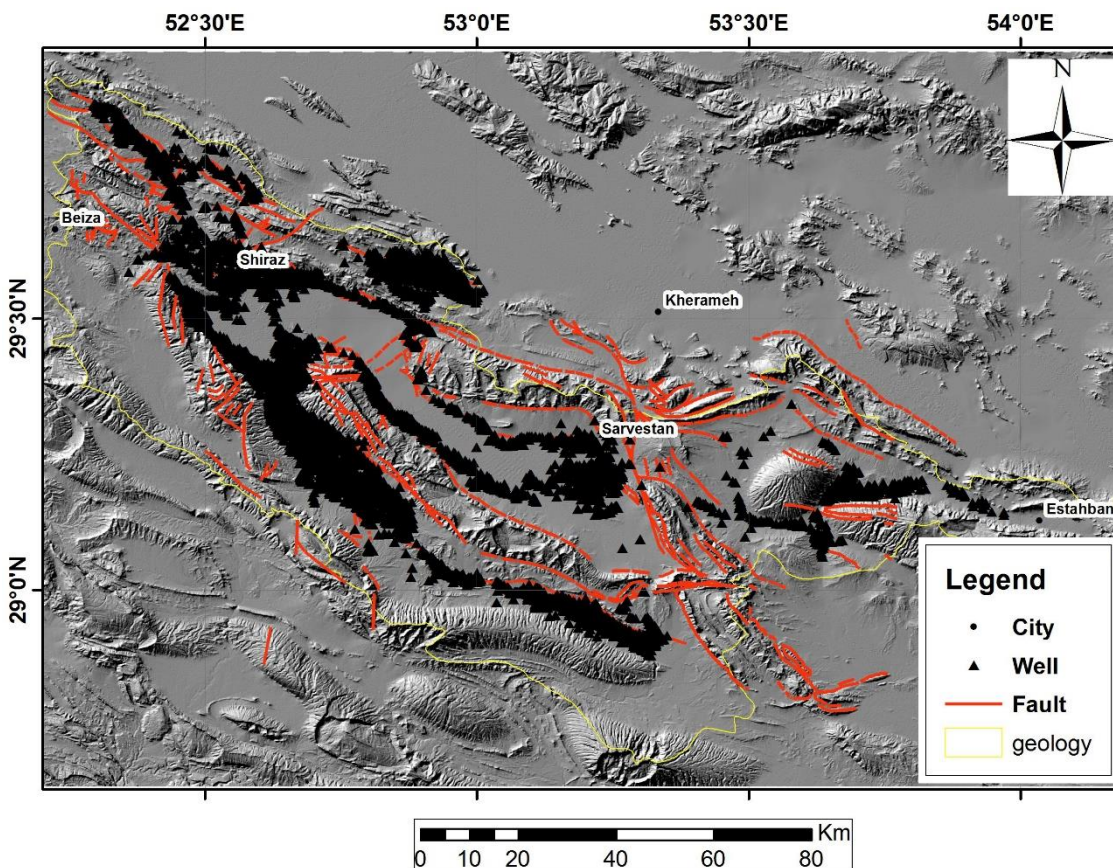 52°30'E 53°0'E 53°30'E 54°0'E
N
Beiza
Shiraz
29°30'N
Kherameh
Sarvestan
Estahban
29°0'N
Legend
City
Well
Fault
geology
Km
0 10 20 40 60 80